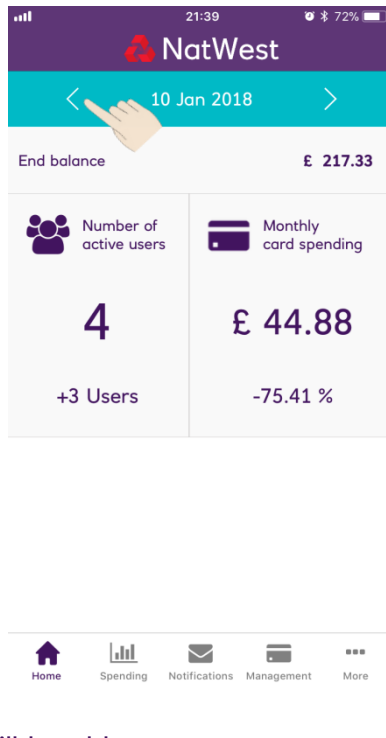 21:39
72%
NatWest
10 Jan 2018
End balance £ 217.33
Number of
active users
4
+3 Users
Monthly
card spending
£ 44.88
-75.41 %
Home Spending Notifications Management More